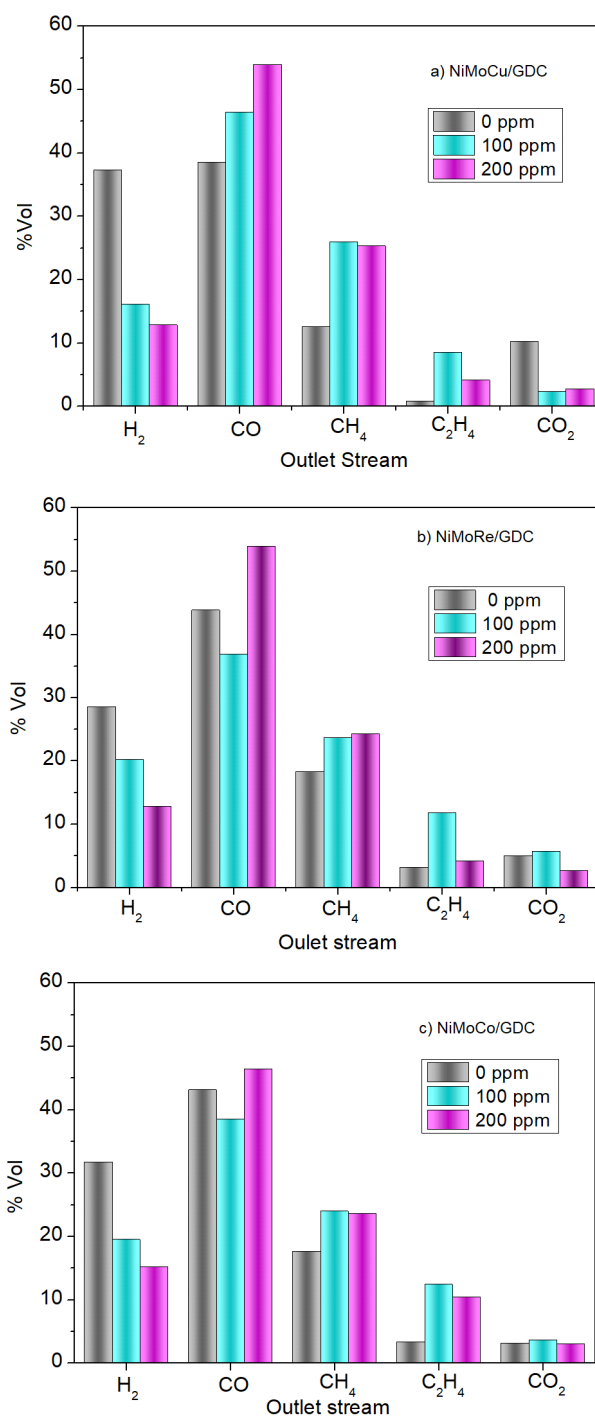 60
a) NiMoCu/GDC
50
0 ppm
100 ppm
200 ppm
40
%Vol
30
20
10
0
H2 CO CH4 C2H4 CO2
Outlet Stream
60
b) NiMoRe/GDC
50
0 ppm
100 ppm
200 ppm
40
% Vol
30
20
10
0
H2 CO CH4 C2H4 CO2
Oulet stream
60
c) NiMoCo/GDC
50
0 ppm
100 ppm
200 ppm
40
% Vol
30
20
10
0
H2 CO CH4 C2H4 CO2
Outlet stream